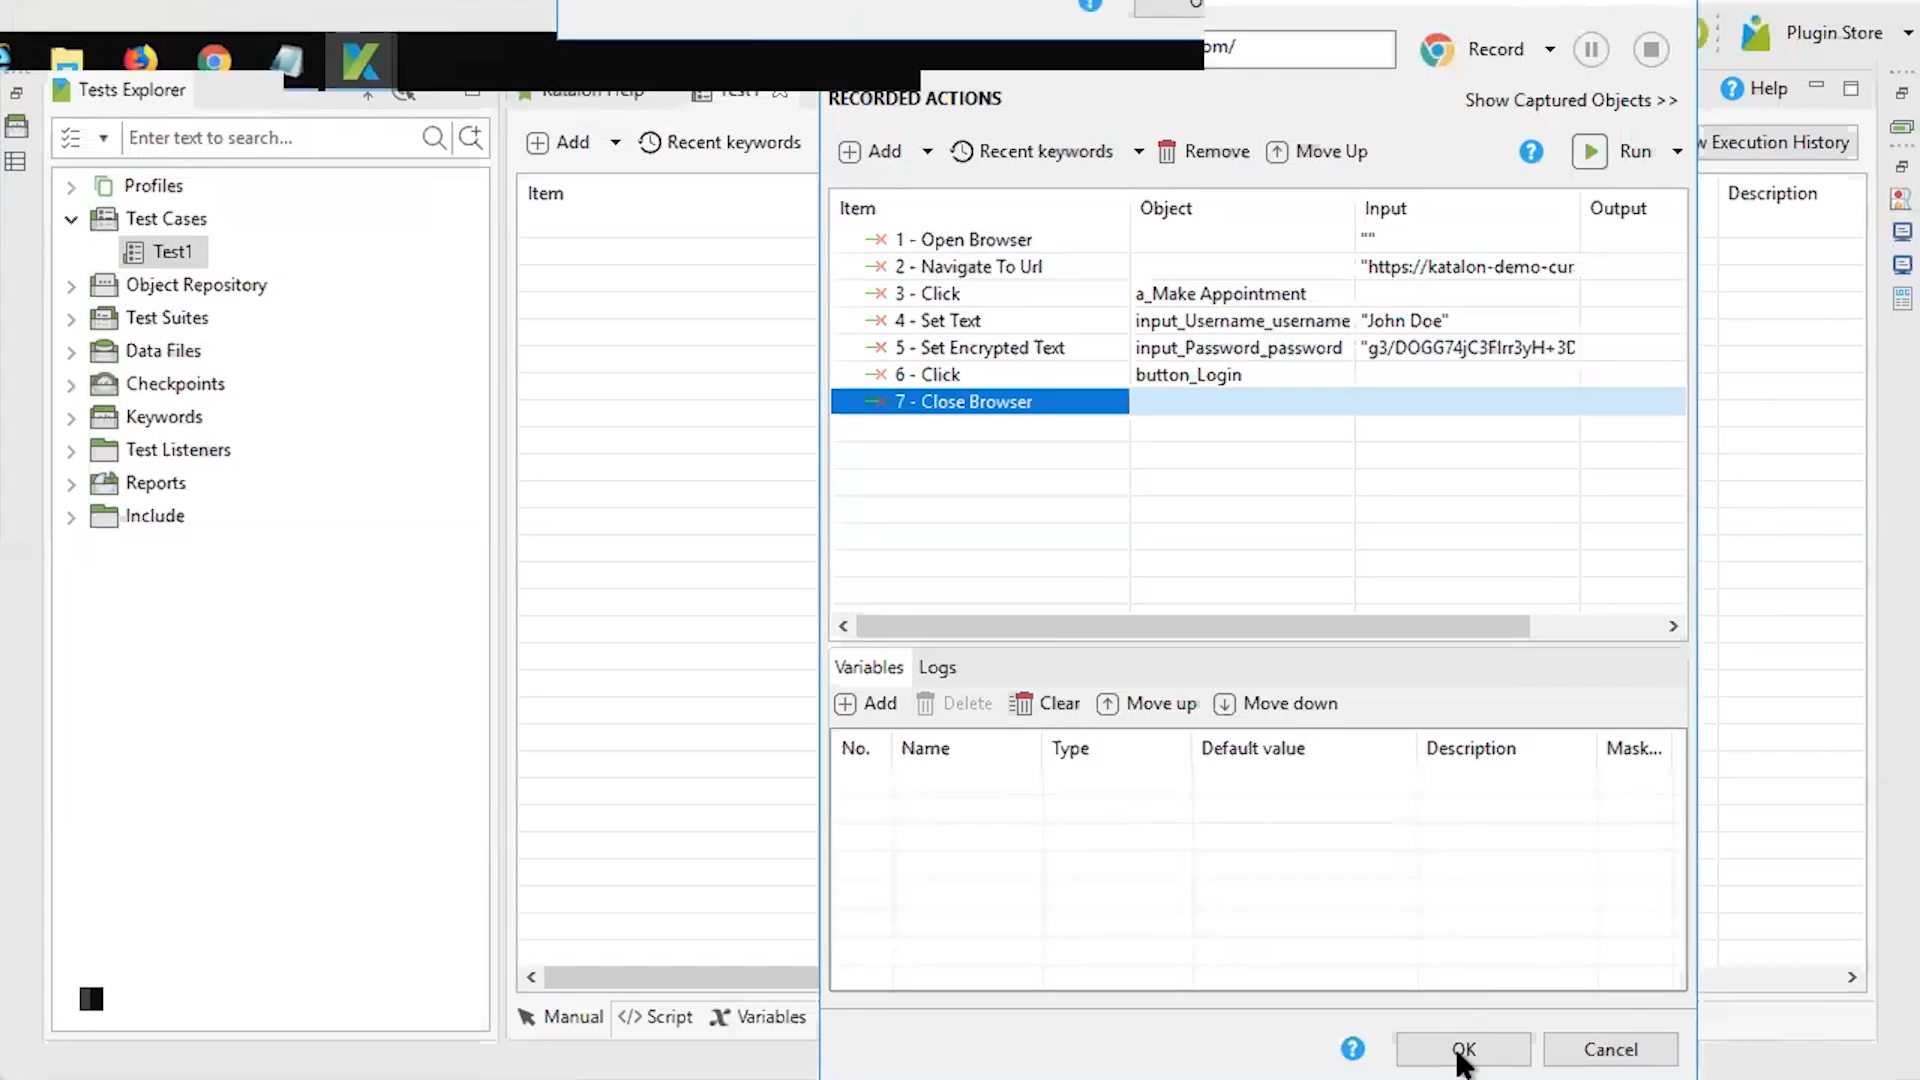 om/
Record
Plugin Store
Tests Explorer
Katalon Help
Test1
RECORDED ACTIONS
Show Captured Objects >>
Help
Enter text to search...
Add
Recent keywords
Add
Recent keywords
Remove
Move Up
Run
w Execution History
Profiles
Test Cases
Test1
Object Repository
Test Suites
Data Files
Checkpoints
Keywords
Test Listeners
Reports
Include
Item
Description
Item Object Input Output
1 - Open Browser ""
2 - Navigate To Url "https://katalon-demo-cur
3 - Click a_Make Appointment
4 - Set Text input_Username_username "John Doe"
5 - Set Encrypted Text input_Password_password
6 - Click button_Login
7 - Close Browser
Variables Logs
Add Delete Clear Move up Move down
No. Name Type Default value Description Mask...
Manual </> Script Variables
OK Cancel